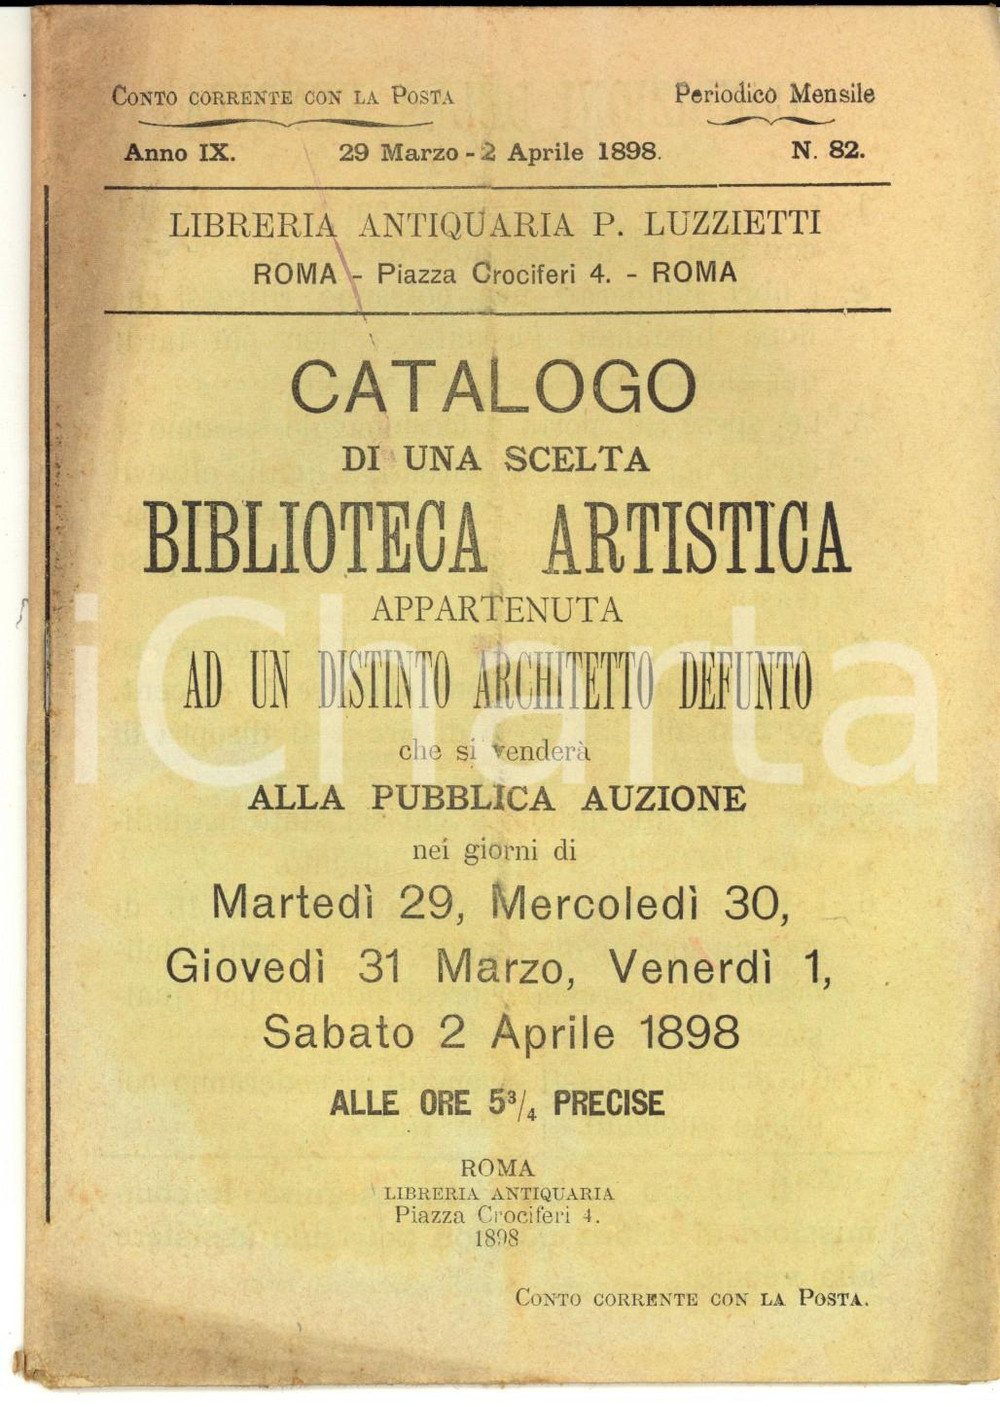 CONTO CORRENTE CON LA POSTA Periodico Mensile
Anno IX. 29 Marzo - 2 Aprile 1898. N. 82.
LIBRERIA ANTIQUARIA P. LUZZIETTI
ROMA - Piazza Crociferi 4. - ROMA
CATALOGO
DI UNA SCELTA
BIBLIOTECA ARTISTICA
APPARTENUTA
AD UN DISTINTO ARCHITETTO DEFUNTO
che si venderà
ALLA PUBBLICA AUZIONE
nei giorni di
Martedì 29, Mercoledì 30,
Giovedì 31 Marzo, Venerdì 1,
Sabato 2 Aprile 1898
ALLE ORE 5 3/4 PRECISE
ROMA
LIBRERIA ANTIQUARIA
Piazza Crociferi 4.
1898
CONTO CORRENTE CON LA POSTA.
iCharta